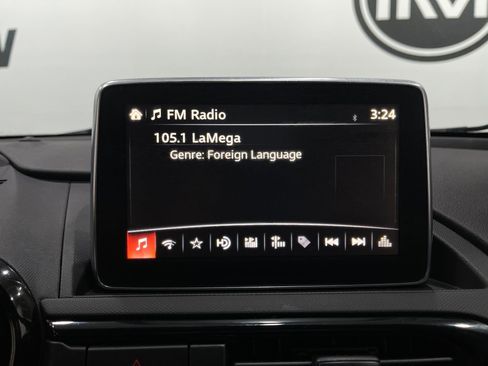 FM Radio 3:24
105.1 LaMega
Genre: Foreign Language